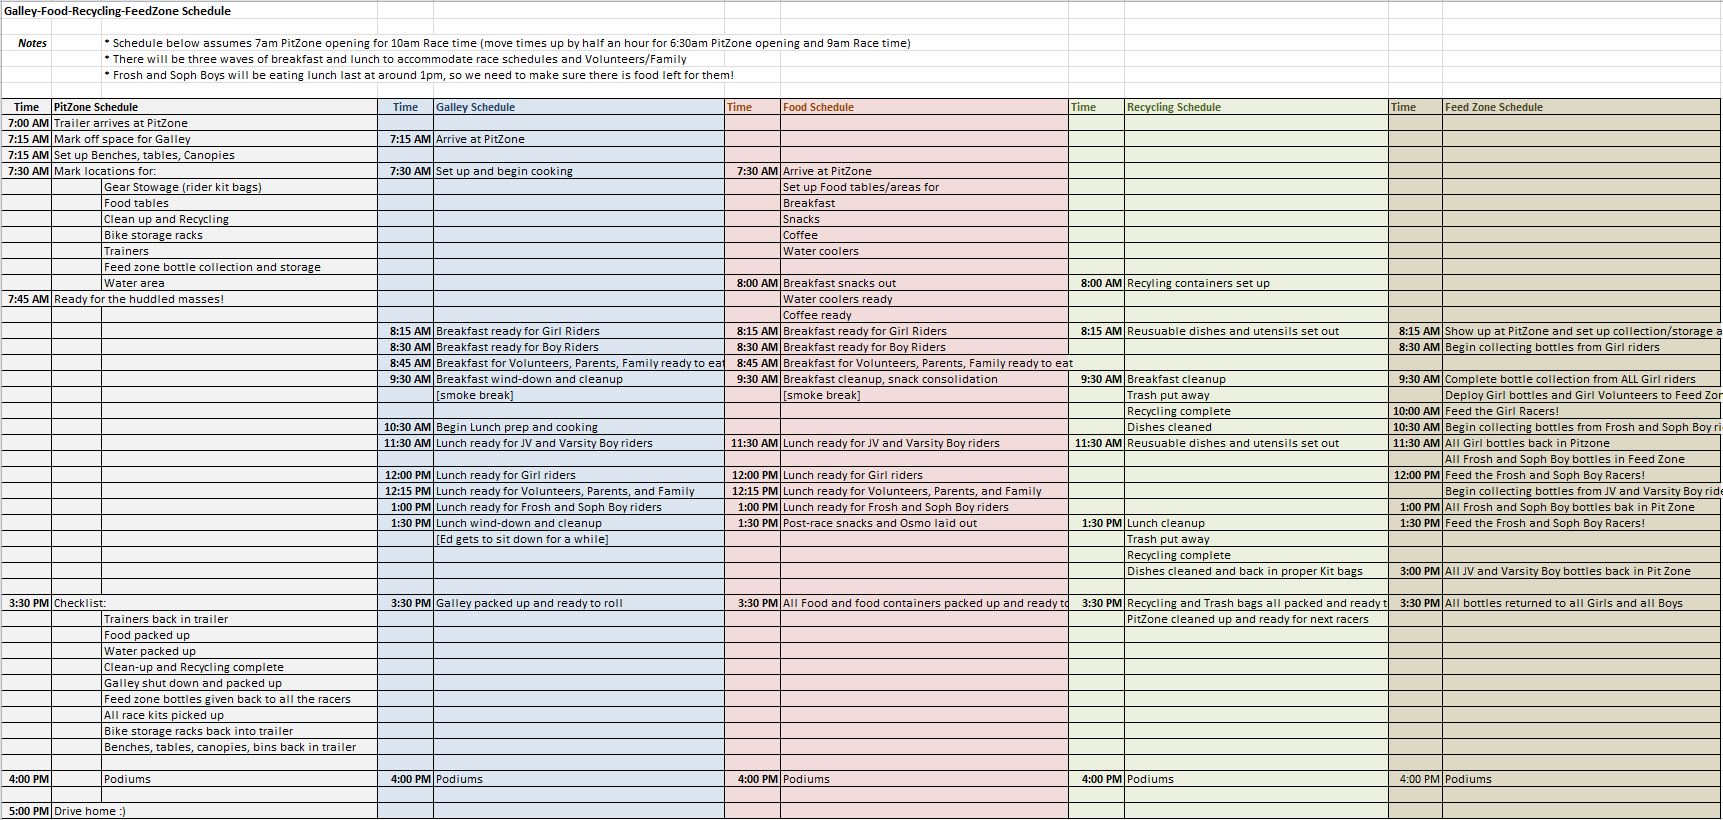 Galley-Food-Recycling-FeedZone Schedule
Notes * Schedule below assumes 7am PitZone opening for 10am Race time (move times up by half an hour for 6:30am PitZone opening and 9am Race time)
* There will be three waves of breakfast and lunch to accommodate race schedules and Volunteers/Family
* Frosh and Soph Boys will be eating lunch last at around 1pm, so we need to make sure there is food left for them!
Time PitZone Schedule Time Galley Schedule Time Food Schedule Time Recycling Schedule Time Feed Zone Schedule
7:00 AM Trailer arrives at PitZone
7:15 AM Mark off space for Galley 7:15 AM Arrive at PitZone
7:15 AM Set up Benches, tables, Canopies
7:30 AM Mark locations for: 7:30 AM Set up and begin cooking 7:30 AM Arrive at PitZone
Gear Stowage (rider kit bags) Set up Food tables/areas for
Food tables Breakfast
Clean up and Recycling Snacks
Bike storage racks Coffee
Trainers Water coolers
Feed zone bottle collection and storage
Water area 8:00 AM Breakfast snacks out 8:00 AM Recyling containers set up
7:45 AM Ready for the huddled masses! Water coolers ready
Coffee ready
8:15 AM Breakfast ready for Girl Riders 8:15 AM Breakfast ready for Girl Riders 8:15 AM Reusuable dishes and utensils set out 8:15 AM Show up at PitZone and set up collection/storage a
8:30 AM Breakfast ready for Boy Riders 8:30 AM Breakfast ready for Boy Riders 8:30 AM Begin collecting bottles from Girl riders
8:45 AM Breakfast for Volunteers, Parents, Family ready to eat 8:45 AM Breakfast for Volunteers, Parents, Family ready to eat
9:30 AM Breakfast wind-down and cleanup 9:30 AM Breakfast cleanup, snack consolidation 9:30 AM Breakfast cleanup 9:30 AM Complete bottle collection from ALL Girl riders
[smoke break] [smoke break] Trash put away Deploy Girl bottles and Girl Volunteers to Feed Zon
Recycling complete 10:00 AM Feed the Girl Racers!
10:30 AM Begin Lunch prep and cooking Dishes cleaned 10:30 AM Begin collecting bottles from Frosh and Soph Boy ri
11:30 AM Lunch ready for JV and Varsity Boy riders 11:30 AM Lunch ready for JV and Varsity Boy riders 11:30 AM Reusuable dishes and utensils set out 11:30 AM All Girl bottles back in Pitzone
All Frosh and Soph Boy bottles in Feed Zone
12:00 PM Lunch ready for Girl riders 12:00 PM Lunch ready for Girl riders 12:00 PM Feed the Frosh and Soph Boy Racers!
12:15 PM Lunch ready for Volunteers, Parents, and Family 12:15 PM Lunch ready for Volunteers, Parents, and Family Begin collecting bottles from JV and Varsity Boy ride
1:00 PM Lunch ready for Frosh and Soph Boy riders 1:00 PM Lunch ready for Frosh and Soph Boy riders 1:00 PM All Frosh and Soph Boy bottles bak in Pit Zone
1:30 PM Lunch wind-down and cleanup 1:30 PM Post-race snacks and Osmo laid out 1:30 PM Lunch cleanup 1:30 PM Feed the Frosh and Soph Boy Racers!
[Ed gets to sit down for a while] Trash put away
Recycling complete
Dishes cleaned and back in proper Kit bags 3:00 PM All JV and Varsity Boy bottles back in Pit Zone
3:30 PM Checklist: 3:30 PM Galley packed up and ready to roll 3:30 PM All Food and food containers packed up and ready to 3:30 PM Recycling and Trash bags all packed and ready t 3:30 PM All bottles returned to all Girls and all Boys
Trainers back in trailer PitZone cleaned up and ready for next racers
Food packed up
Water packed up
Clean-up and Recycling complete
Galley shut down and packed up
Feed zone bottles given back to all the racers
All race kits picked up
Bike storage racks back into trailer
Benches, tables, canopies, bins back in trailer
4:00 PM Podiums 4:00 PM Podiums 4:00 PM Podiums 4:00 PM Podiums 4:00 PM Podiums
5:00 PM Drive home :)